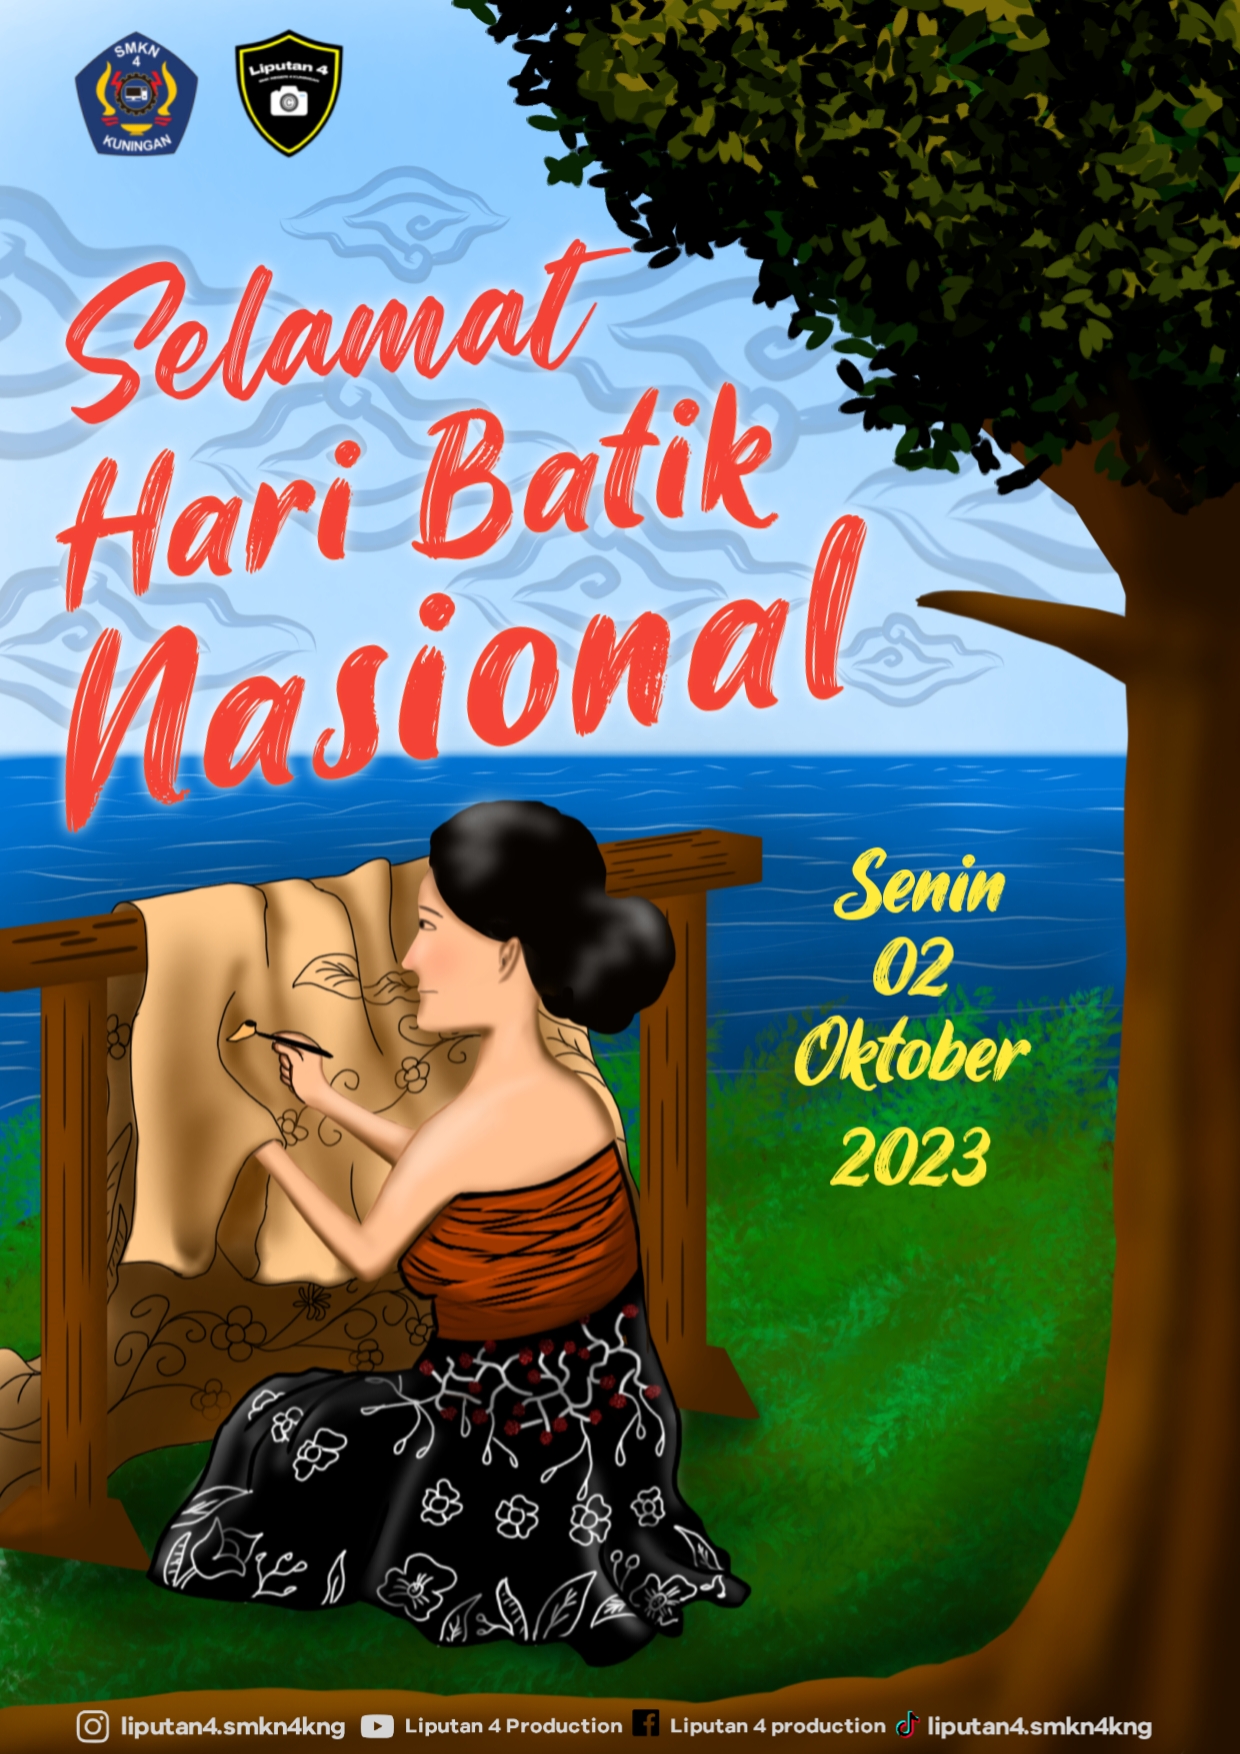 SMKN
4
KUNINGAN
Liputan 4
Selamat
Hari Batik
Nasional
Senin
02
Oktober
2023
liputan4.smkn4kng Liputan 4 Production Liputan 4 production liputan4.smkn4kng